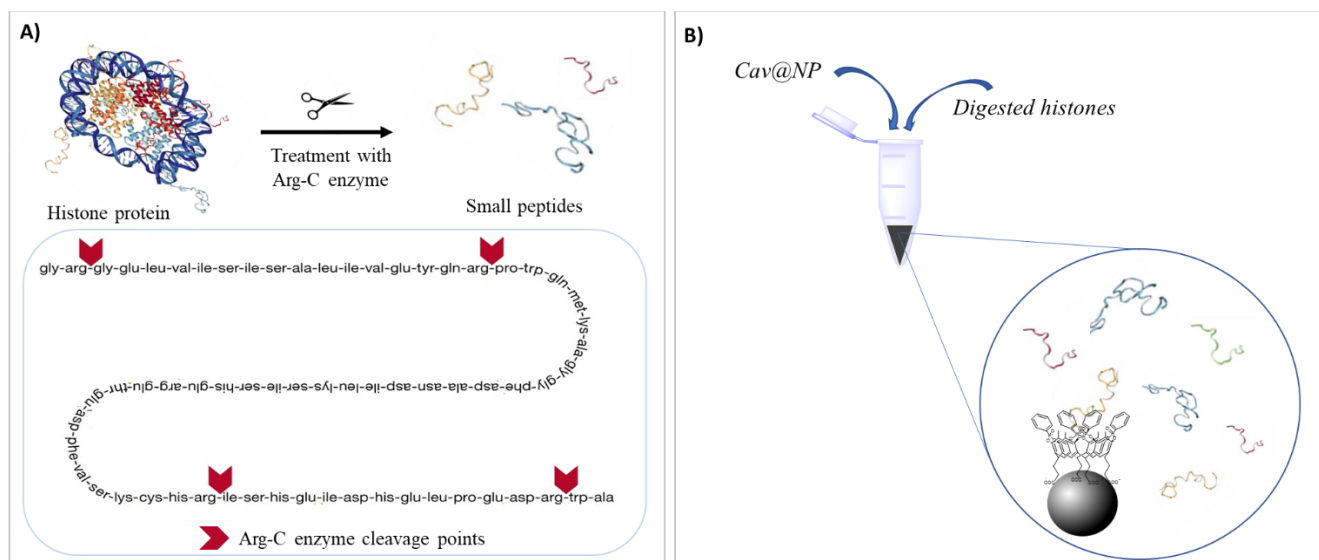 A)
Treatment with
Arg-C enzyme
Histone protein
Small peptides
gly-arg-gly-glu-leu-val-ile-ser-ile-ser-ala-leu-ile-val-glu-tyr-gln-arg-pro-trp-gln-met-lys-ala-gly-gly-phe-asp-ala-asn-asp-ile-leu-lys-ser-ile-ser-his-glu-arg-glu-thr-glu-asp-phe-val-ser-lys-cys-his-arg-ile-ser-his-glu-ile-asp-his-glu-leu-pro-glu-asp-arg-trp-ala
Arg-C enzyme cleavage points
B)
Cav@NP
Digested histones